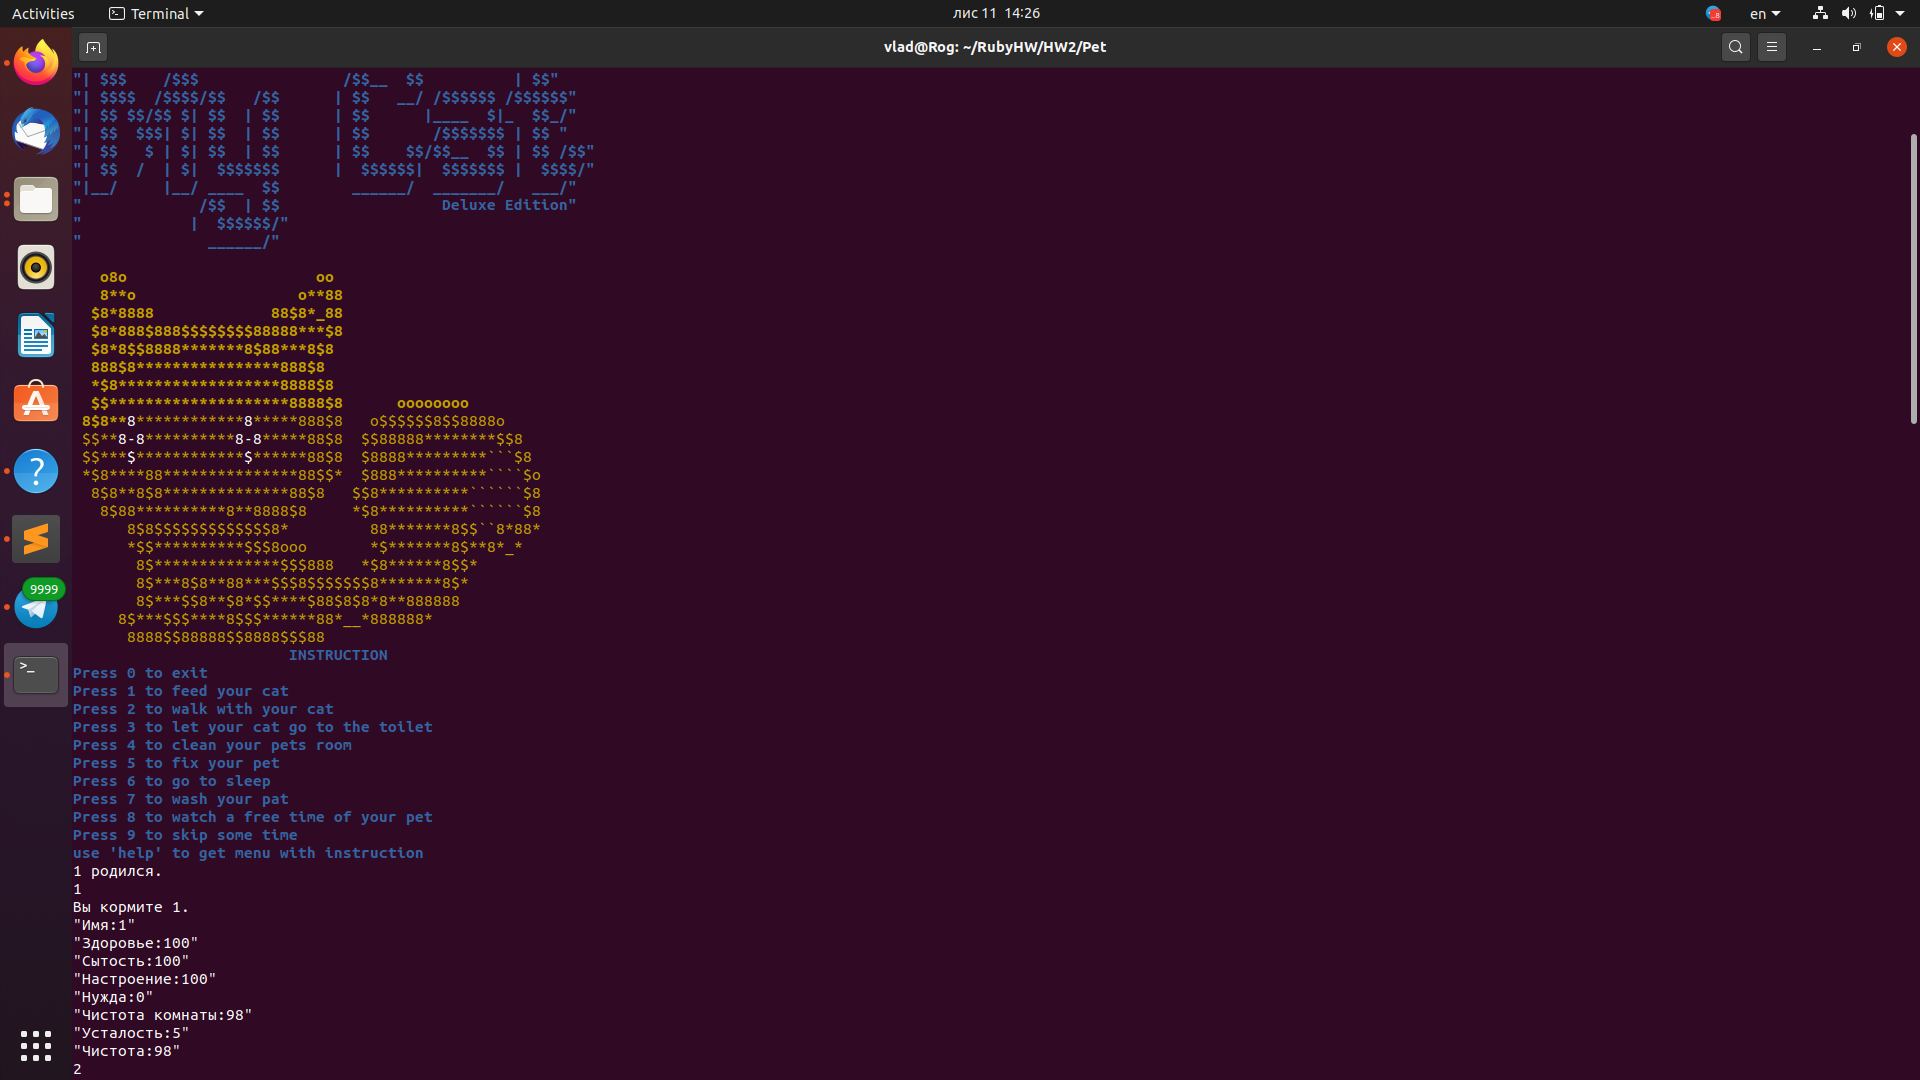 Activities
Terminal
лис 11 14:26
en
vlad@Rog: ~/RubyHW/HW2/Pet
"| $$$    /$$$                /$$__  $$          | $$"
"| $$$$  /$$$$/$$   /$$      | $$   __/ /$$$$$$ /$$$$$$"
"| $$ $$/$$ $| $$  | $$      | $$      |____  $|_  $$_/"
"| $$  $$$| $| $$  | $$      | $$       /$$$$$$$ | $$ "
"| $$   $ | $| $$  | $$      | $$    $$/$$__  $$ | $$ /$$"
"| $$  /  | $|  $$$$$$$      |  $$$$$$|  $$$$$$$ |  $$$$/"
"|__/     |__/ ____  $$        ______/  _______/   ___/"
"             /$$  | $$                  Deluxe Edition"
"            |  $$$$$$/"
"              ______/"
   o8o                     oo
   8**o                  o**88
  $8*8888             88$8*_88
  $8*888$888$$$$$$$$88888***$8
  $8*8$$8888*******8$88***8$8
  888$8****************888$8
  *$8******************8888$8
  $$********************8888$8      oooooooo
 8$8**8************8*****888$8   o$$$$$$8$$8888o
 $$**8-8**********8-8*****88$8  $$88888********$$8
 $$***$************$******88$8  $8888*********```$8
 *$8****88***************88$$*  $888**********````$o
  8$8**8$8**************88$8   $$8**********``````$8
   8$88**********8**8888$8     *$8**********``````$8
      8$8$$$$$$$$$$$$$8*         88*******8$$``8*88*
      *$$**********$$$8ooo       *$*******8$**8*_*
       8$**************$$$888   *$8******8$$*
       8$***8$8**88***$$$8$$$$$$$8*******8$*
       8$***$$8**$8*$$****$88$8$8*8**888888
     8$***$$$****8$$$******88*__*888888*
      8888$$88888$$8888$$$88
INSTRUCTION
Press 0 to exit
Press 1 to feed your cat
Press 2 to walk with your cat
Press 3 to let your cat go to the toilet
Press 4 to clean your pets room
Press 5 to fix your pet
Press 6 to go to sleep
Press 7 to wash your pat
Press 8 to watch a free time of your pet
Press 9 to skip some time
use 'help' to get menu with instruction
1 родился.
1
Вы кормите 1.
"Имя:1"
"Здоровье:100"
"Сытость:100"
"Настроение:100"
"Нужда:0"
"Чистота комнаты:98"
"Усталость:5"
"Чистота:98"
2
9999